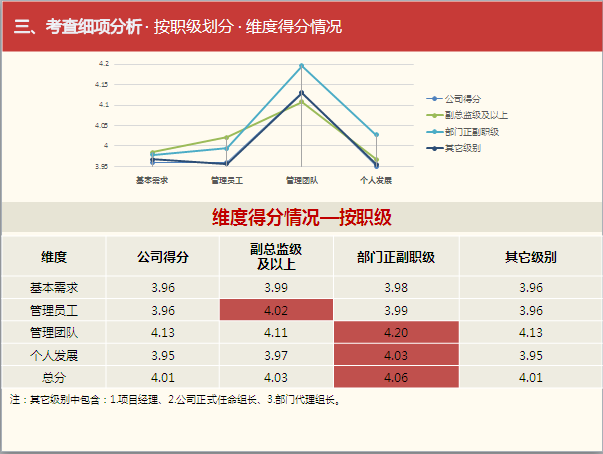 三、考查细项分析 · 按职级划分 · 维度得分情况
4.2
4.15
4.1
4.05
4
3.95
基本需求 管理员工 管理团队 个人发展
公司得分
副总监级及以上
部门正副职级
其它级别
维度得分情况—按职级
维度 公司得分 副总监级及以上 部门正副职级 其它级别
基本需求 3.96 3.99 3.98 3.96
管理员工 3.96 4.02 3.99 3.96
管理团队 4.13 4.11 4.20 4.13
个人发展 3.95 3.97 4.03 3.95
总分 4.01 4.03 4.06 4.01
注：其它级别中包含：1.项目经理、2.公司正式任命组长、3.部门代理组长。